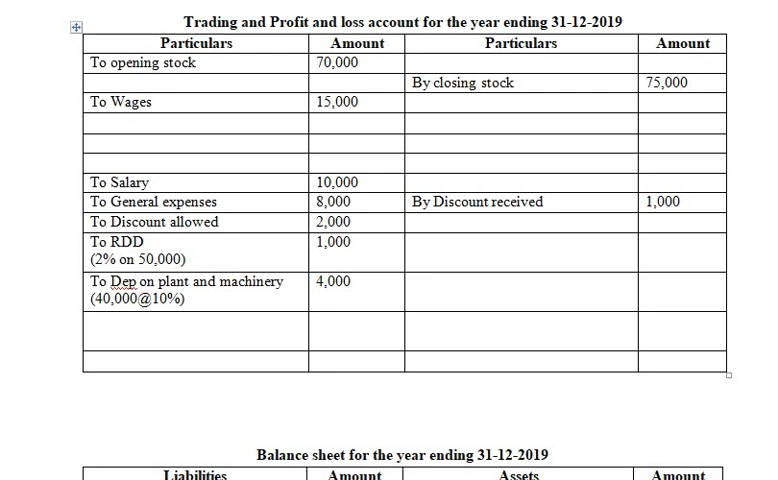 Trading and Profit and loss account for the year ending 31-12-2019
Particulars Amount Particulars Amount
To opening stock 70,000
By closing stock 75,000
To Wages 15,000
To Salary 10,000
To General expenses 8,000 By Discount received 1,000
To Discount allowed 2,000
To RDD 1,000
(2% on 50,000)
To Dep on plant and machinery 4,000
(40,000@10%)
Balance sheet for the year ending 31-12-2019
Liabilities Amount Assets Amount